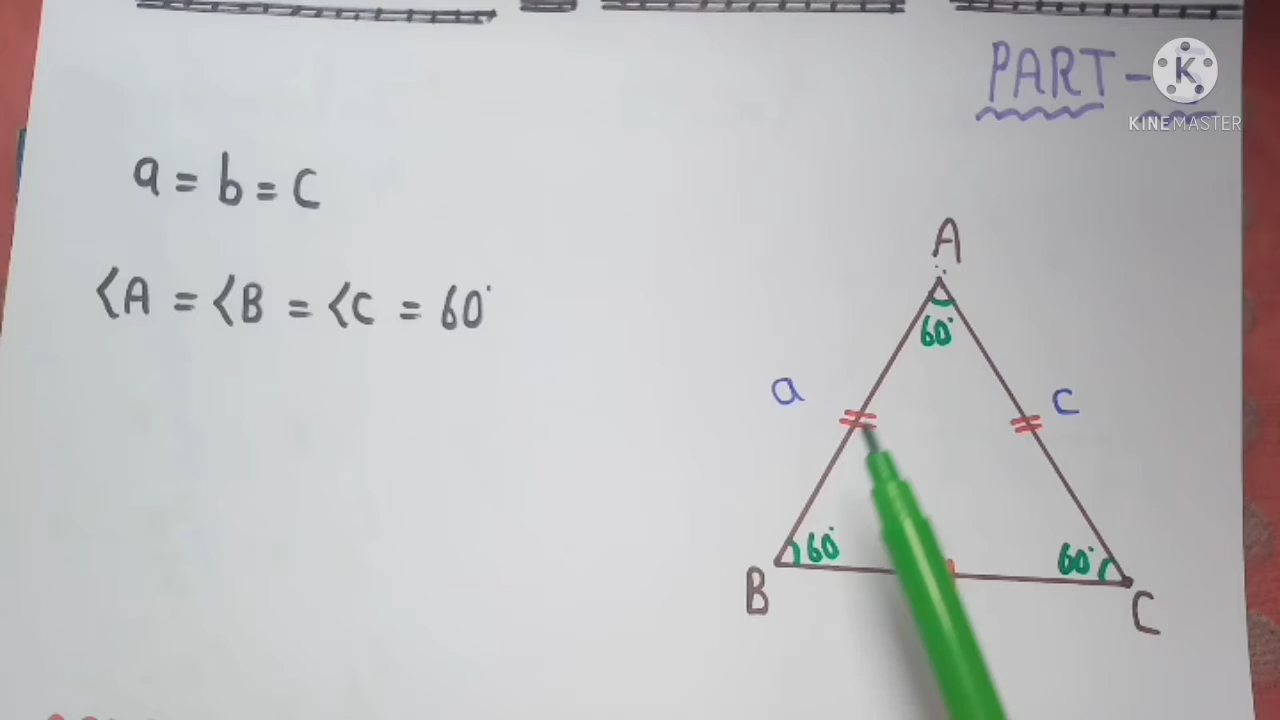 PART -
KINEMASTER
a = b = c
<A = <B = <C = 60°
A
60°
a
c
60°
60°
B
C